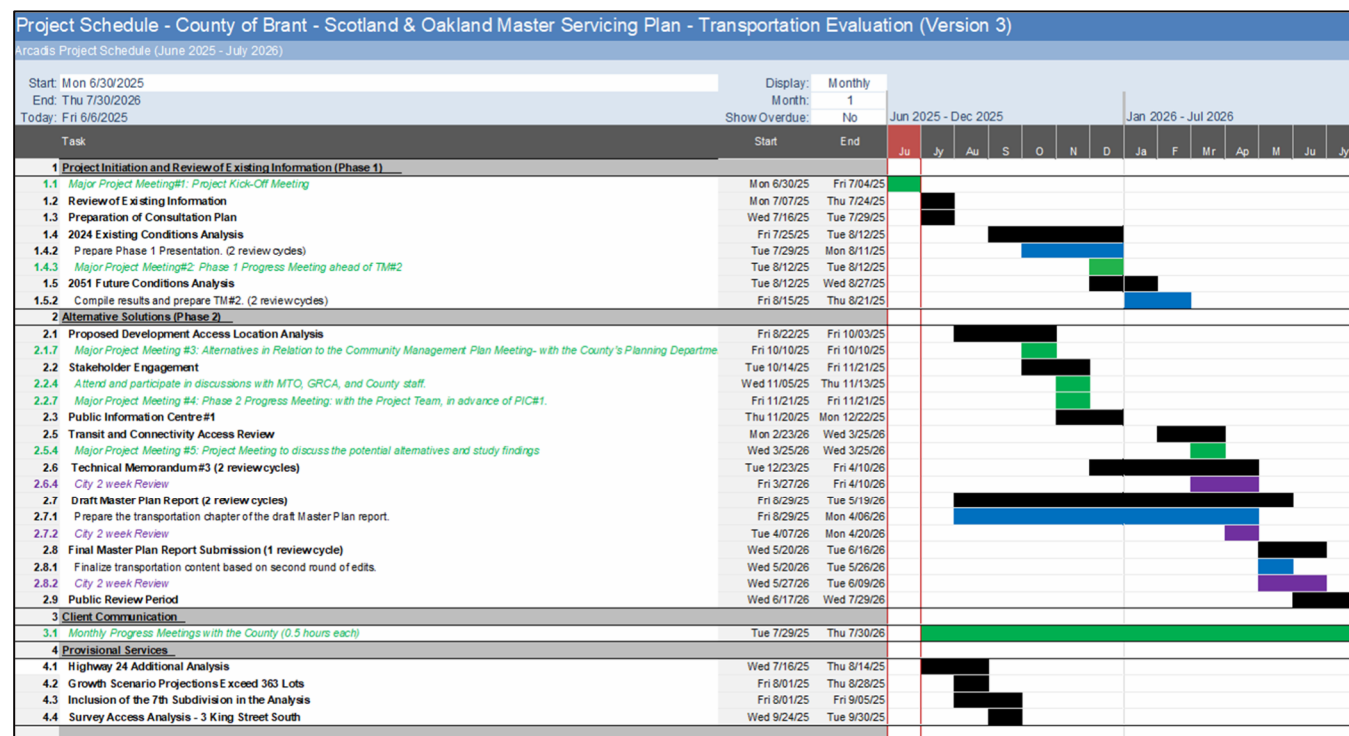 Project Schedule - County of Brant - Scotland & Oakland Master Servicing Plan - Transportation Evaluation (Version 3)
Arcadis Project Schedule (June 2025 - July 2026)
Start: Mon 6/30/2025 Display: Monthly
End: Thu 7/30/2026 Month: 1
Today: Fri 6/6/2025 Show Overdue: No Jun 2025 - Dec 2025 Jan 2026 - Jul 2026
Task Start End Ju Jy Au S O N D Ja F Mr Ap M Ju Jy
1 Project Initiation and Review of Existing Information (Phase 1)
1.1 Major Project Meeting#1: Project Kick-Off Meeting Mon 6/30/25 Fri 7/04/25
1.2 Review of Existing Information Mon 7/07/25 Thu 7/24/25
1.3 Preparation of Consultation Plan Wed 7/16/25 Tue 7/29/25
1.4 2024 Existing Conditions Analysis Fri 7/25/25 Tue 8/12/25
1.4.2 Prepare Phase 1 Presentation. (2 review cycles) Tue 7/29/25 Mon 8/11/25
1.4.3 Major Project Meeting#2: Phase 1 Progress Meeting ahead of TM#2 Tue 8/12/25 Tue 8/12/25
1.5 2051 Future Conditions Analysis Tue 8/12/25 Wed 8/27/25
1.5.2 Compile results and prepare TM#2. (2 review cycles) Fri 8/15/25 Thu 8/21/25
2 Alternative Solutions (Phase 2)
2.1 Proposed Development Access Location Analysis Fri 8/22/25 Fri 10/03/25
2.1.7 Major Project Meeting #3: Alternatives in Relation to the Community Management Plan Meeting- with the County's Planning Departme Fri 10/10/25 Fri 10/10/25
2.2 Stakeholder Engagement Tue 10/14/25 Fri 11/21/25
2.2.4 Attend and participate in discussions with MTO, GRCA, and County staff. Wed 11/05/25 Thu 11/13/25
2.2.7 Major Project Meeting #4: Phase 2 Progress Meeting: with the Project Team, in advance of PIC#1. Fri 11/21/25 Fri 11/21/25
2.3 Public Information Centre #1 Thu 11/20/25 Mon 12/22/25
2.5 Transit and Connectivity Access Review Mon 2/23/26 Wed 3/25/26
2.5.4 Major Project Meeting #5: Project Meeting to discuss the potential alternatives and study findings Wed 3/25/26 Wed 3/25/26
2.6 Technical Memorandum #3 (2 review cycles) Tue 12/23/25 Fri 4/10/26
2.6.4 City 2 week Review Fri 3/27/26 Fri 4/10/26
2.7 Draft Master Plan Report (2 review cycles) Fri 8/29/25 Tue 5/19/26
2.7.1 Prepare the transportation chapter of the draft Master Plan report. Fri 8/29/25 Mon 4/06/26
2.7.2 City 2 week Review Tue 4/07/26 Mon 4/20/26
2.8 Final Master Plan Report Submission (1 review cycle) Wed 5/20/26 Tue 6/16/26
2.8.1 Finalize transportation content based on second round of edits. Wed 5/20/26 Tue 5/26/26
2.8.2 City 2 week Review Wed 5/27/26 Tue 6/09/26
2.9 Public Review Period Wed 6/17/26 Wed 7/29/26
3 Client Communication
3.1 Monthly Progress Meetings with the County (0.5 hours each) Tue 7/29/25 Thu 7/30/26
4 Provisional Services
4.1 Highway 24 Additional Analysis Wed 7/16/25 Thu 8/14/25
4.2 Growth Scenario Projections Exceed 363 Lots Fri 8/01/25 Thu 8/28/25
4.3 Inclusion of the 7th Subdivision in the Analysis Fri 8/01/25 Fri 9/05/25
4.4 Survey Access Analysis - 3 King Street South Wed 9/24/25 Tue 9/30/25